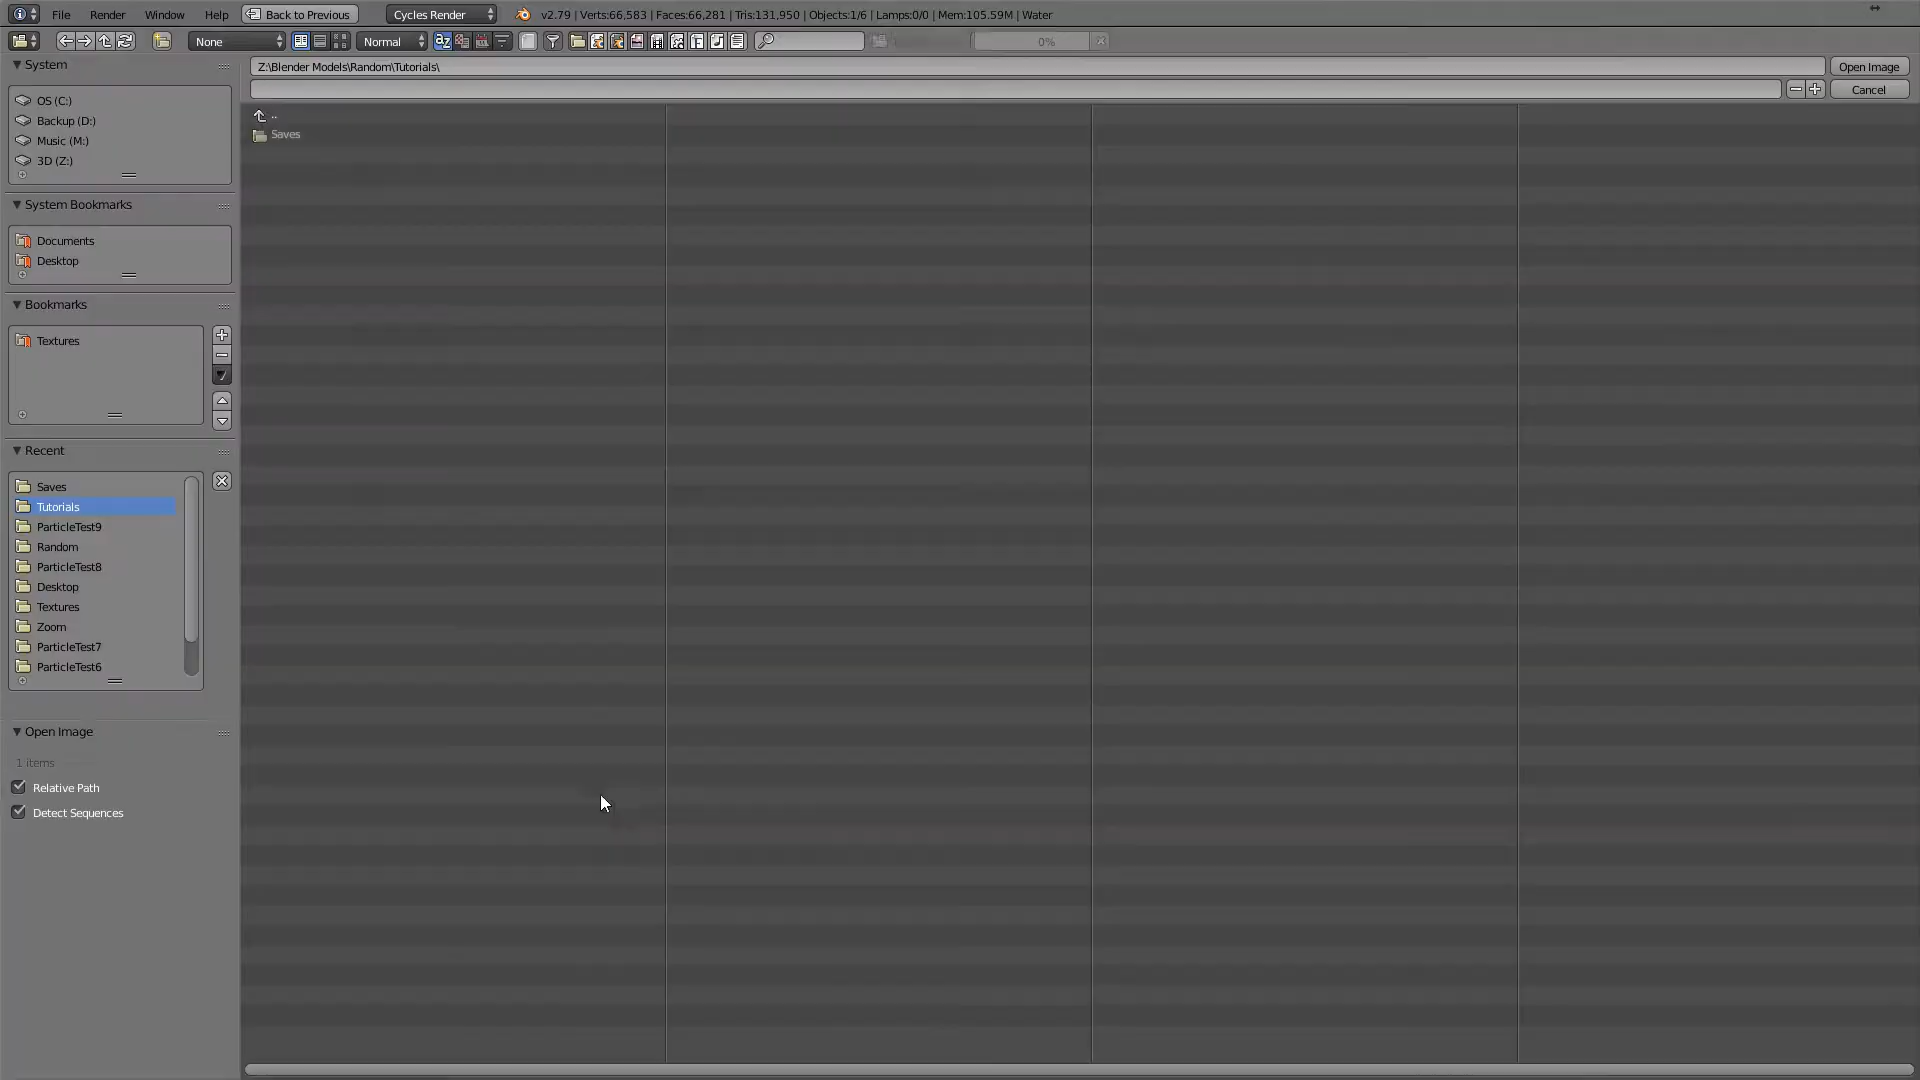 File Render Window Help Back to Previous Cycles Render v2.79 | Verts:66,583 | Faces:66,281 | Tris:131,950 | Objects:1/6 | Lamps:0/0 | Mem:105.59M | Water
None Normal 0%
System
Z:\Blender Models\Random\Tutorials\ Open Image
Cancel
OS (C:)
Backup (D:)
Music (M:)
3D (Z:)
..
Saves
System Bookmarks
Documents
Desktop
Bookmarks
Textures
Recent
Saves
Tutorials
ParticleTest9
Random
ParticleTest8
Desktop
Textures
Zoom
ParticleTest7
ParticleTest6
Open Image
1 items
Relative Path
Detect Sequences